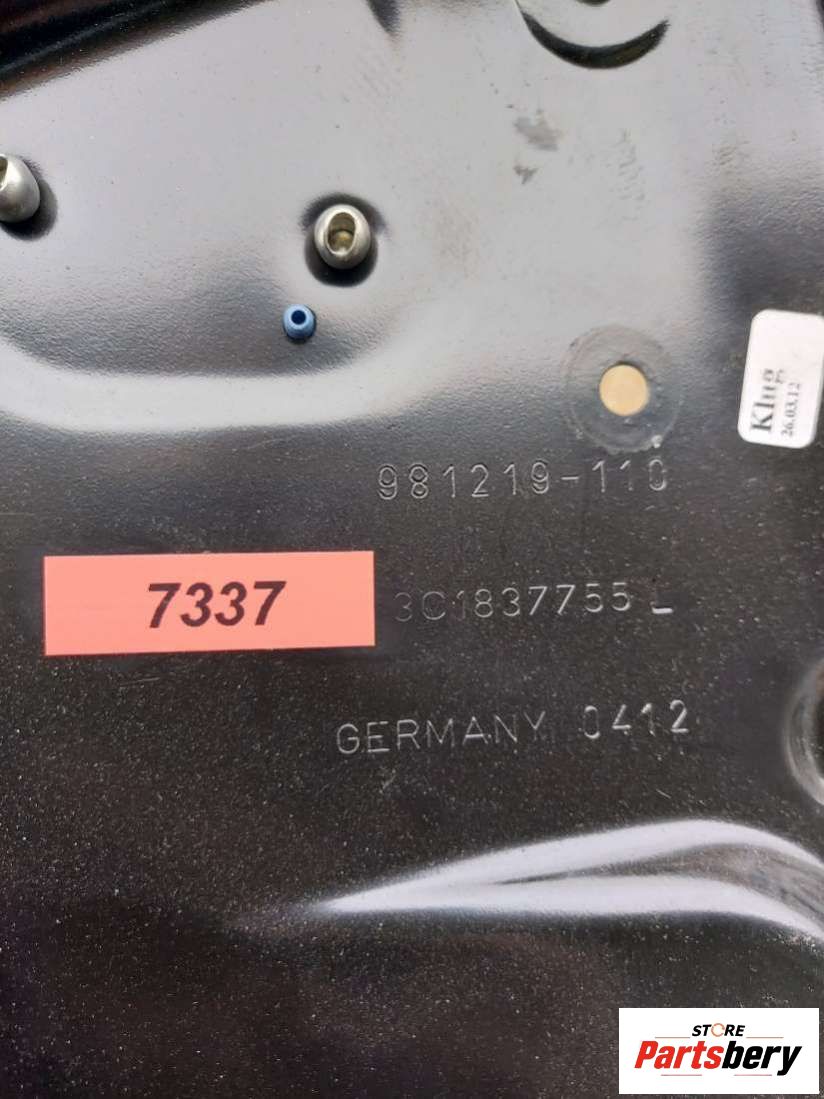 Klug
26.03.12
981219-110
7337
3C1837755 L
GERMANY 0412
STORE
Partsbery